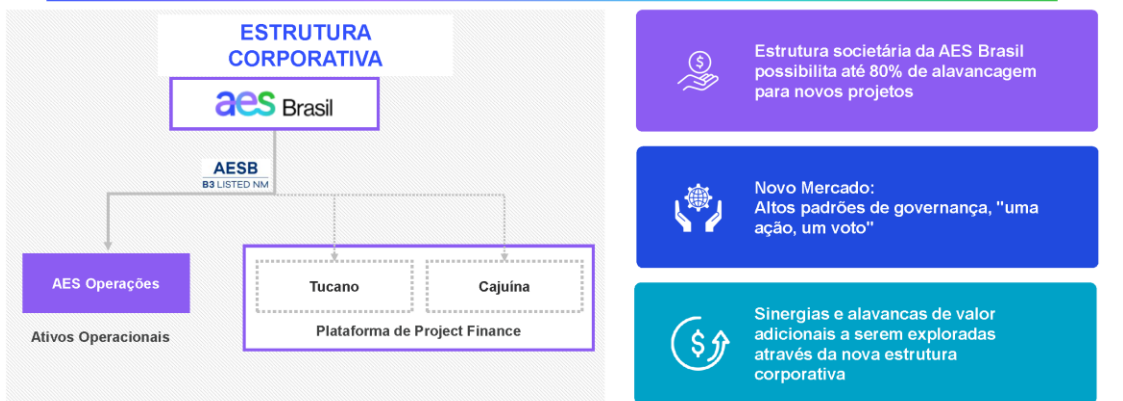 ESTRUTURA
CORPORATIVA
aes Brasil
AESB
B3 LISTED NM
AES Operações
Ativos Operacionais
Tucano
Cajuína
Plataforma de Project Finance
Estrutura societária da AES Brasil
possibilita até 80% de alavancagem
para novos projetos
Novo Mercado:
Altos padrões de governança, "uma
ação, um voto"
Sinergias e alavancas de valor
adicionais a serem exploradas
através da nova estrutura
corporativa